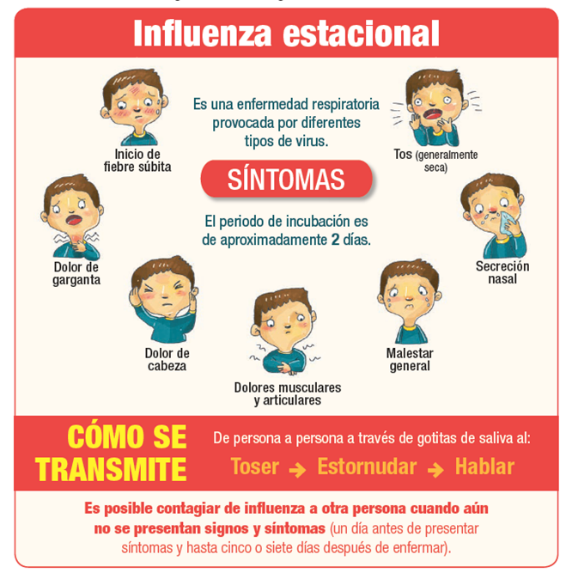 Influenza estacional
Es una enfermedad respiratoria
provocada por diferentes
tipos de virus.
Inicio de
fiebre súbita
Tos (generalmente
seca)
SÍNTOMAS
El periodo de incubación es
de aproximadamente 2 días.
Dolor de
garganta
Secreción
nasal
Dolor de
cabeza
Malestar
general
Dolores musculares
y articulares
CÓMO SE
TRANSMITE
De persona a persona a través de gotitas de saliva al:
Toser → Estornudar → Hablar
Es posible contagiar de influenza a otra persona cuando aún
no se presentan signos y síntomas (un día antes de presentar
síntomas y hasta cinco o siete días después de enfermar).